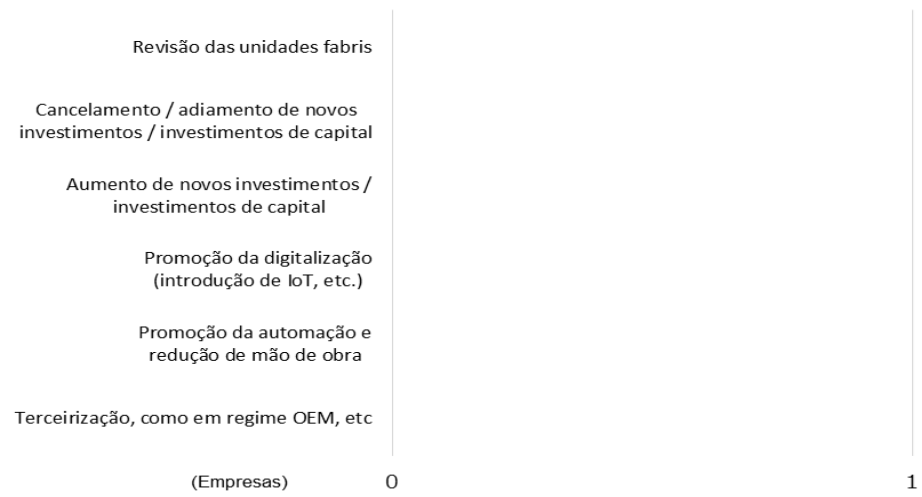 Revisão das unidades fabris
Cancelamento / adiamento de novos
investimentos / investimentos de capital
Aumento de novos investimentos /
investimentos de capital
Promoção da digitalização
(introdução de IoT, etc.)
Promoção da automação e
redução de mão de obra
Terceirização, como em regime OEM, etc
(Empresas) 0 1